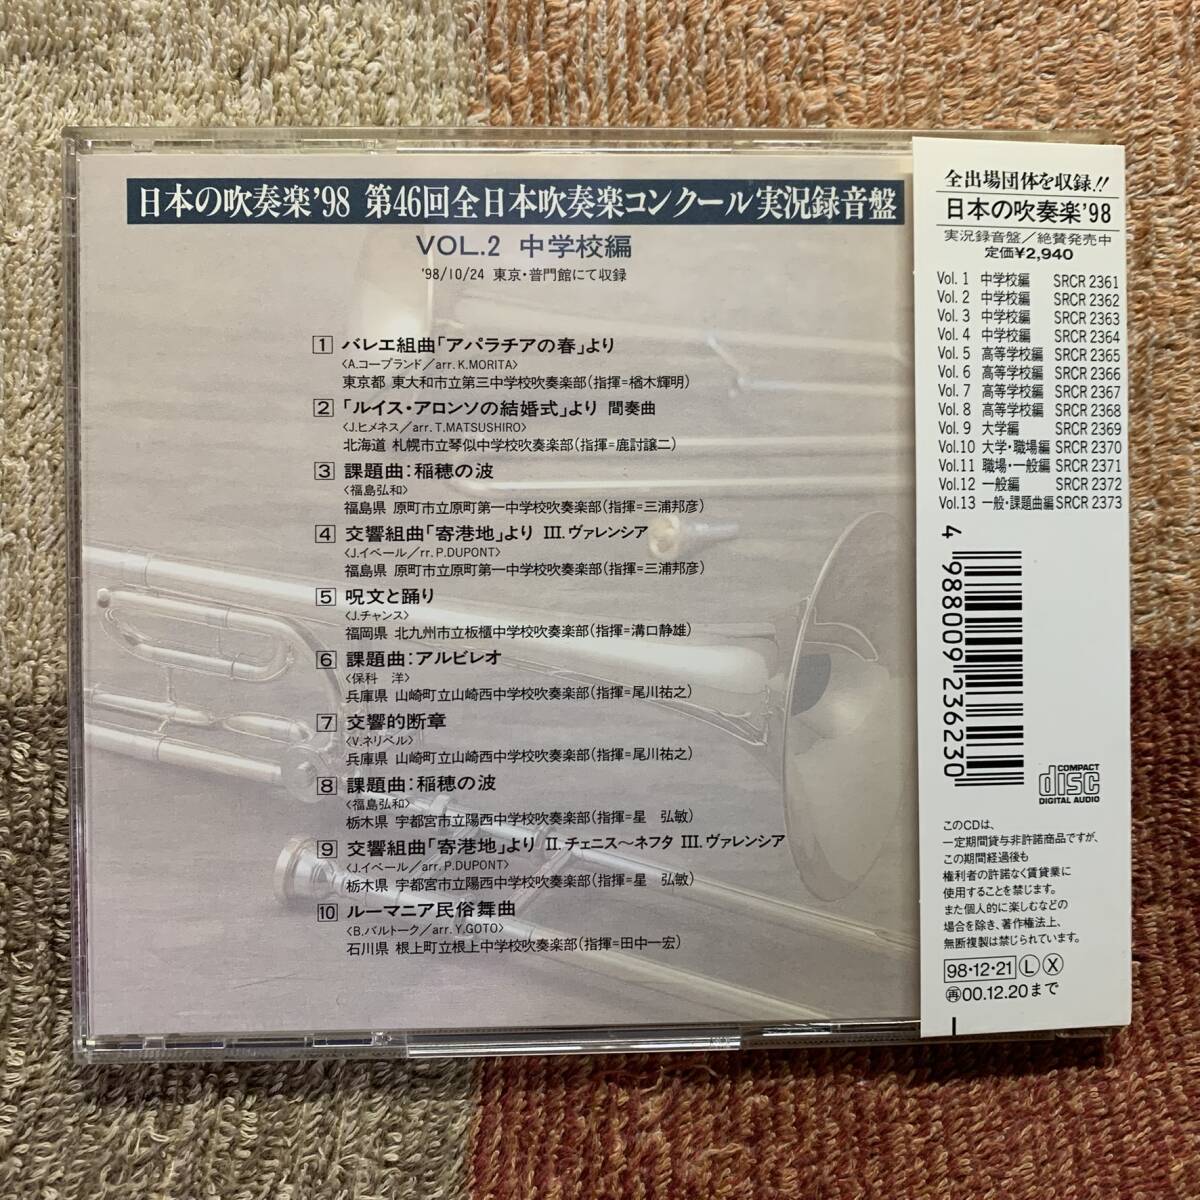 日本の吹奏楽'98 第46回全日本吹奏楽コンクール実況録音盤
VOL.2 中学校編
'98/10/24 東京・普門館にて収録
1 バレエ組曲「アパラチアの春」より
〈A.コープランド/arr.K.MORITA〉
東京都 東大和市立第三中学校吹奏楽部(指揮=楢木輝明)
2 「ルイス・アロンソの結婚式」より 間奏曲
〈J.ヒメネス/arr.T.MATSUSHIRO〉
北海道 札幌市立琴似中学校吹奏楽部(指揮=鹿討譲二)
3 課題曲:稲穂の波
〈福島弘和〉
福島県 原町市立原町第一中学校吹奏楽部(指揮=三浦邦彦)
4 交響組曲「寄港地」より III.ヴァレンシア
〈J.イベール/rr.P.DUPONT〉
福島県 原町市立原町第一中学校吹奏楽部(指揮=三浦邦彦)
5 呪文と踊り
〈J.チャンス〉
福岡県 北九州市立板櫃中学校吹奏楽部(指揮=溝口静雄)
6 課題曲:アルビレオ
〈保科 洋〉
兵庫県 山崎町立山崎西中学校吹奏楽部(指揮=尾川祐之)
7 交響的断章
〈V.ネリベル〉
兵庫県 山崎町立山崎西中学校吹奏楽部(指揮=尾川祐之)
8 課題曲:稲穂の波
〈福島弘和〉
栃木県 宇都宮市立陽西中学校吹奏楽部(指揮=星 弘敏)
9 交響組曲「寄港地」より II.チュニス〜ネフタ III.ヴァレンシア
〈J.イベール/arr.P.DUPONT〉
栃木県 宇都宮市立陽西中学校吹奏楽部(指揮=星 弘敏)
10 ルーマニア民俗舞曲
〈B.バルトーク/arr.Y.GOTO〉
石川県 根上町立根上中学校吹奏楽部(指揮=田中一宏)
全出場団体を収録!!
日本の吹奏楽'98
実況録音盤/絶賛発売中
定価¥2,940
Vol. 1 中学校編 SRCR 2361
Vol. 2 中学校編 SRCR 2362
Vol. 3 中学校編 SRCR 2363
Vol. 4 中学校編 SRCR 2364
Vol. 5 高等学校編 SRCR 2365
Vol. 6 高等学校編 SRCR 2366
Vol. 7 高等学校編 SRCR 2367
Vol. 8 高等学校編 SRCR 2368
Vol. 9 大学編 SRCR 2369
Vol.10 大学・職場編 SRCR 2370
Vol.11 職場・一般編 SRCR 2371
Vol.12 一般編 SRCR 2372
Vol.13 一般・課題曲編 SRCR 2373
4 988009 236230
COMPACT
disc
DIGITAL AUDIO
このCDは、
一定期間貸与非許諾商品ですが、
この期間経過後も
権利者の許諾なく賃貸業に
使用することを禁じます。
また個人的に楽しむなどの
場合を除き、著作権法上、
無断複製は禁じられています。
98・12・21 Ⓛ Ⓧ
再00.12.20まで